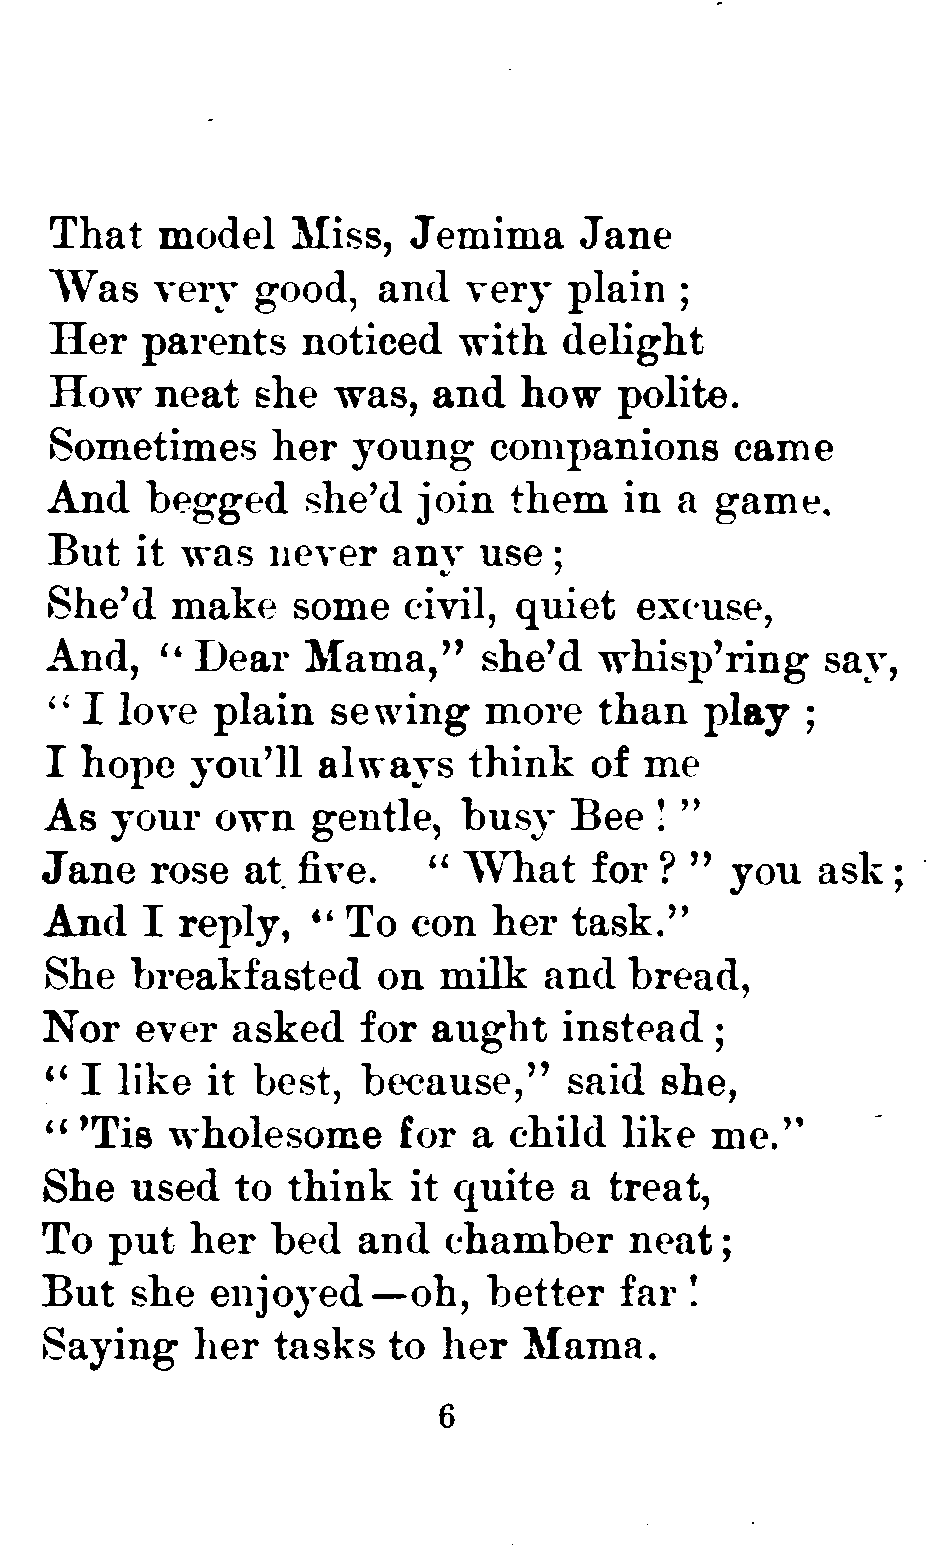 That model Miss, Jemima Jane
Was very good, and very plain ;
Her parents noticed with delight
How neat she was, and how polite.
Sometimes her young companions came
And begged she'd join them in a game.
But it was never any use ;
She'd make some civil, quiet excuse,
And, “ Dear Mama,” she'd whisp'ring say,
“ I love plain sewing more than play ;
I hope you'll always think of me
As your own gentle, busy Bee ! ”
Jane rose at five. “ What for ? ” you ask ;
And I reply, “ To con her task.”
She breakfasted on milk and bread,
Nor ever asked for aught instead ;
“ I like it best, because,” said she,
“ 'Tis wholesome for a child like me.”
She used to think it quite a treat,
To put her bed and chamber neat ;
But she enjoyed—oh, better far !
Saying her tasks to her Mama.
6